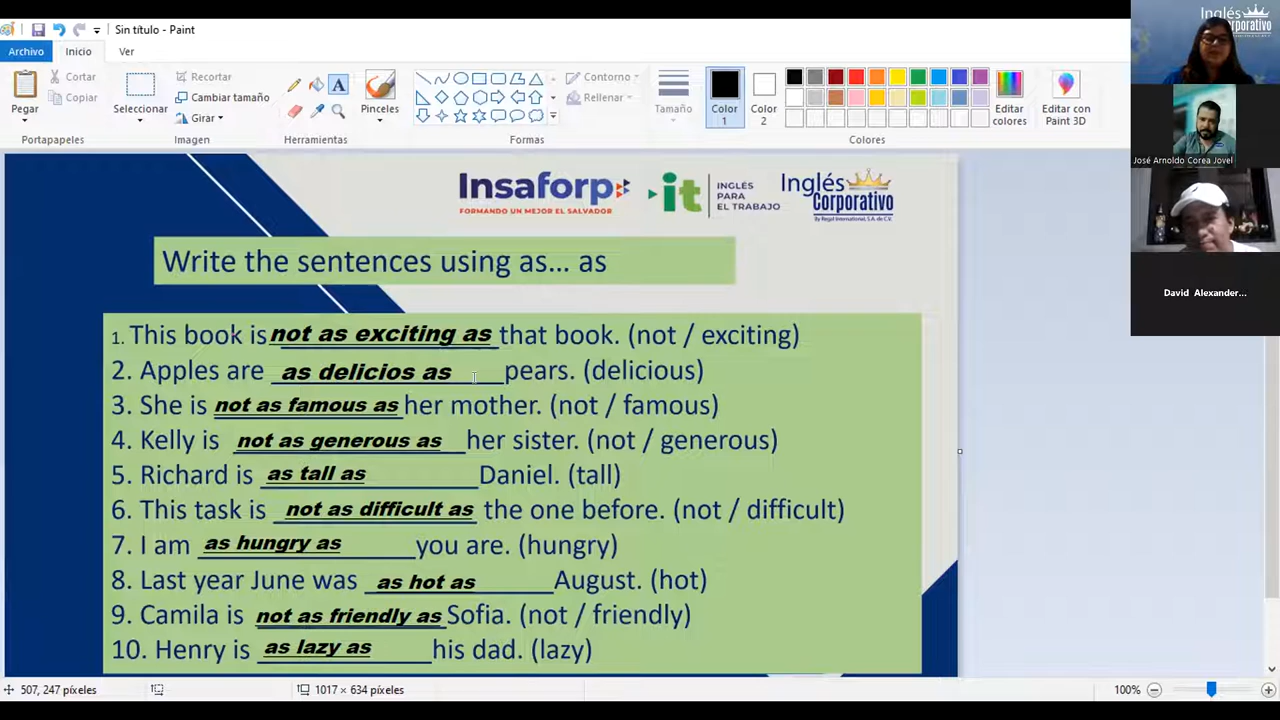 Sin título - Paint
Archivo Inicio Ver
Pegar
Cortar
Copiar
Portapapeles
Seleccionar
Recortar
Cambiar tamaño
Girar
Imagen
Herramientas
Pinceles
Contorno
Rellenar
Formas
Tamaño
Color 1
Color 2
Editar colores
Editar con Paint 3D
Colores
Inglés
Corporativo
José Arnoldo Corea Jovel
David Alexander...
Insaforp
FORMANDO UN MEJOR EL SALVADOR
it
INGLÉS
PARA
EL TRABAJO
Inglés
Corporativo
By Regal International, S.A. de C.V.
Write the sentences using as... as
1. This book is not as exciting as that book. (not / exciting)
2. Apples are as delicios as pears. (delicious)
3. She is not as famous as her mother. (not / famous)
4. Kelly is not as generous as her sister. (not / generous)
5. Richard is as tall as Daniel. (tall)
6. This task is not as difficult as the one before. (not / difficult)
7. I am as hungry as you are. (hungry)
8. Last year June was as hot as August. (hot)
9. Camila is not as friendly as Sofia. (not / friendly)
10. Henry is as lazy as his dad. (lazy)
507, 247 píxeles
1017 × 634 píxeles
100%